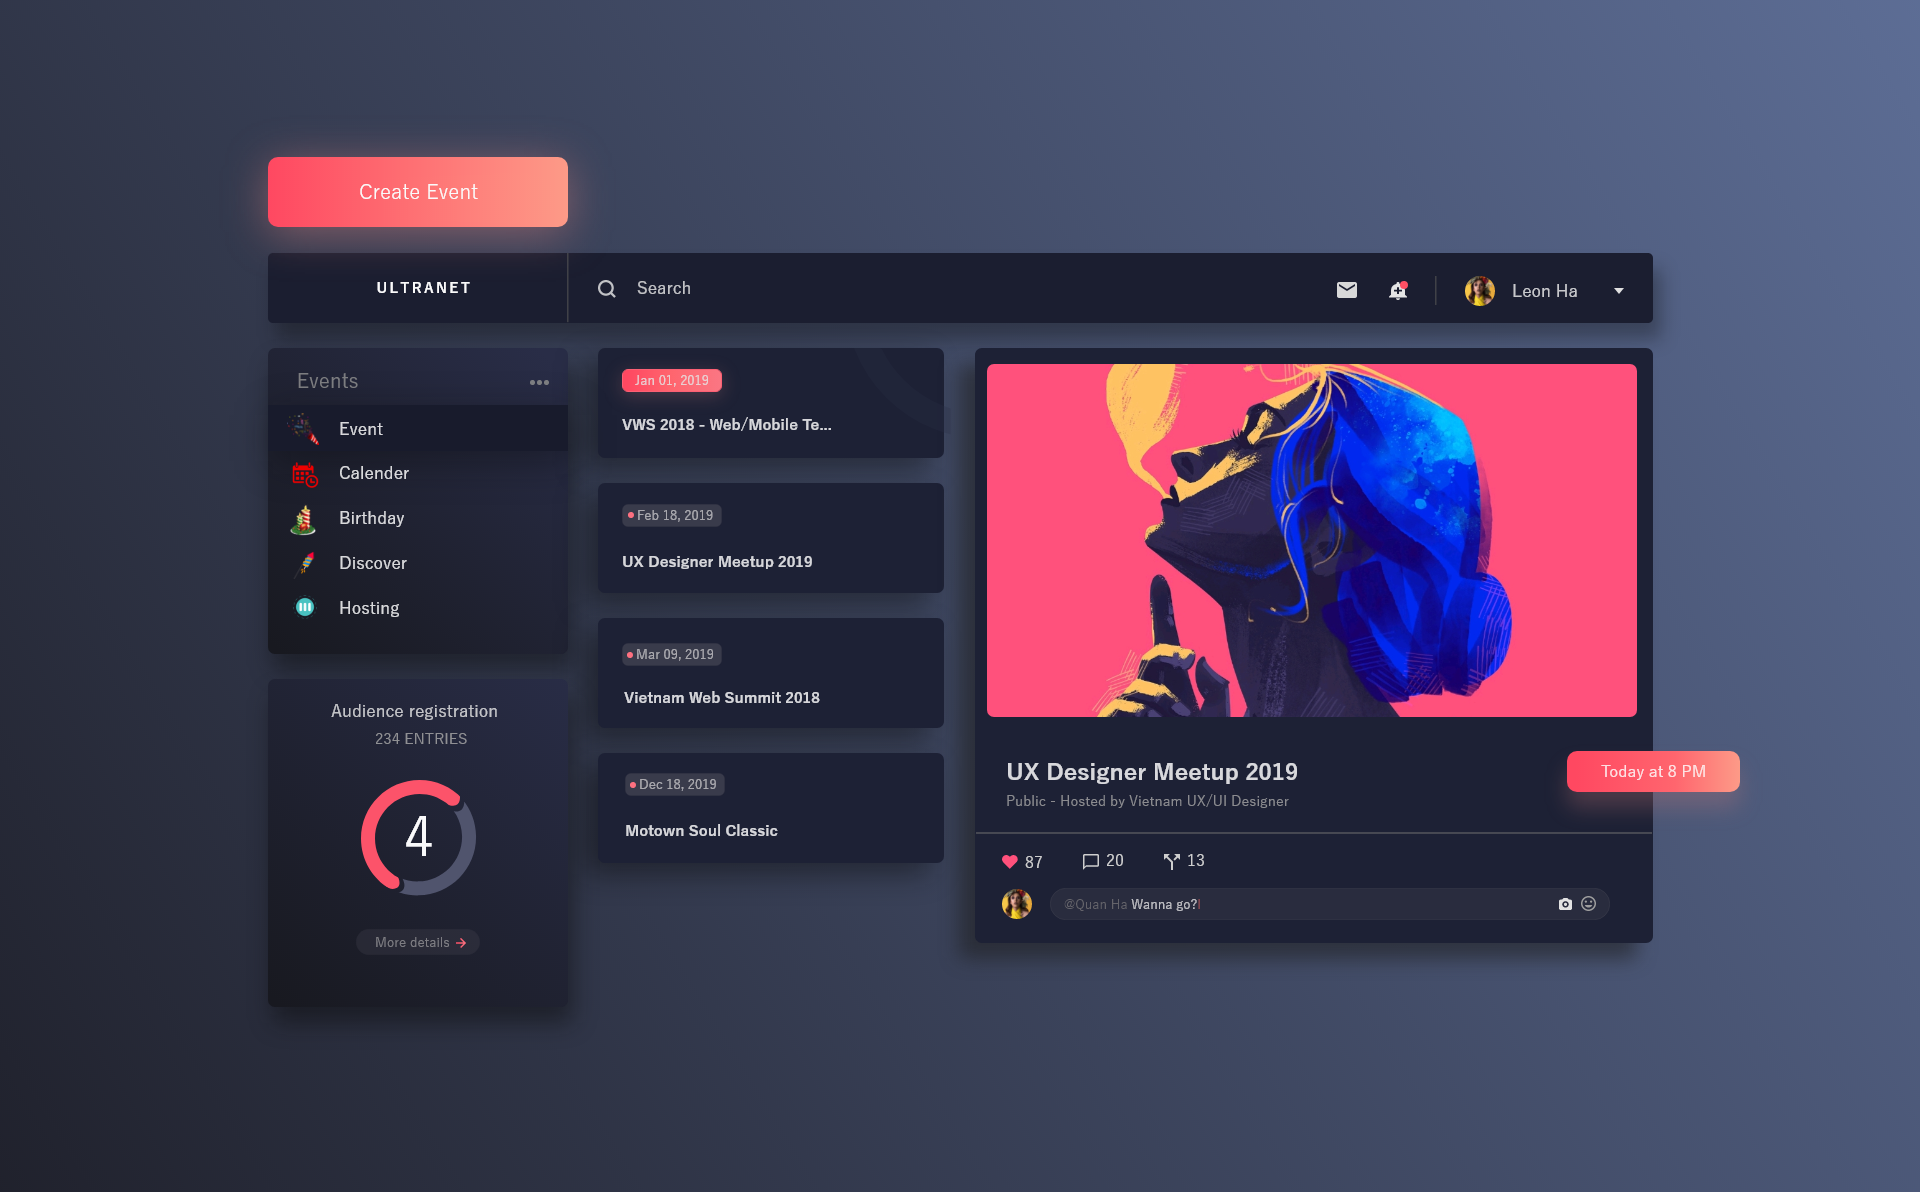 Create Event
ULTRANET
Search
Leon Ha
Events
Event
Calender
Birthday
Discover
Hosting
Audience registration
234 ENTRIES
4
More details
Jan 01, 2019
VWS 2018 - Web/Mobile Te...
Feb 18, 2019
UX Designer Meetup 2019
Mar 09, 2019
Vietnam Web Summit 2018
Dec 18, 2019
Motown Soul Classic
UX Designer Meetup 2019
Public - Hosted by Vietnam UX/UI Designer
Today at 8 PM
87 20 13
@Quan Ha Wanna go?